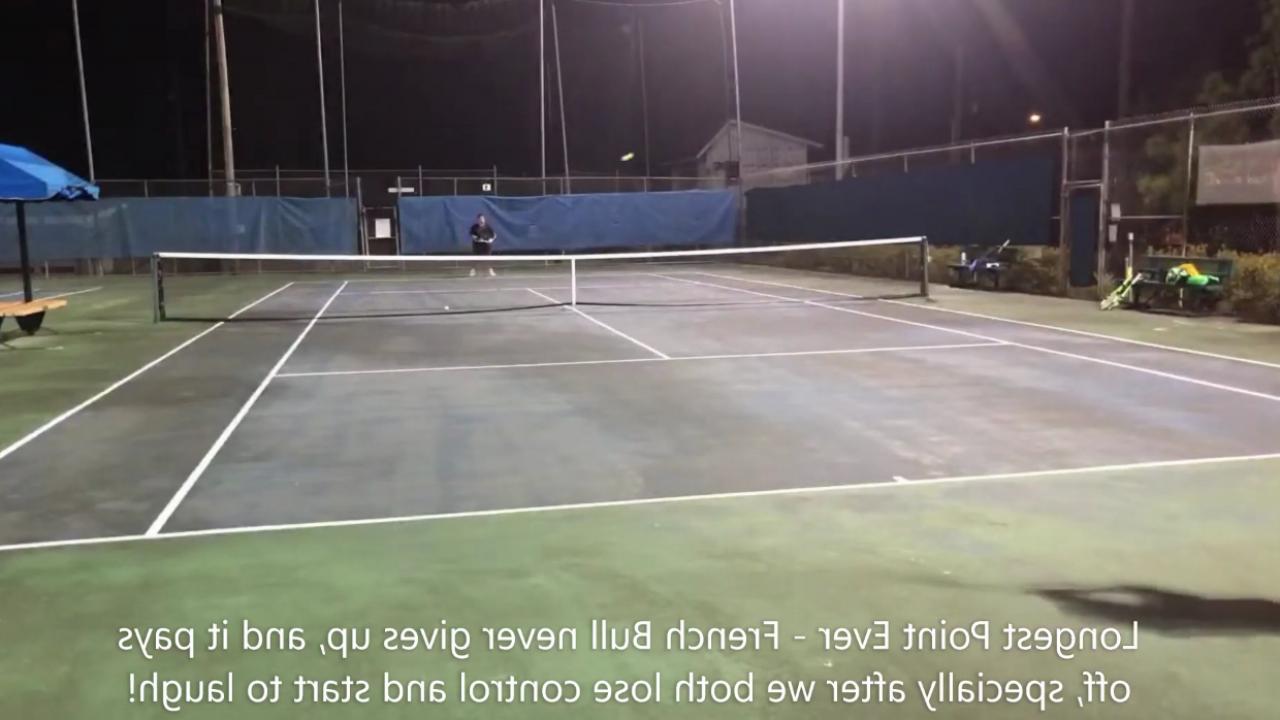 Longest Point Ever - French Bull never gives up, and it pays
off, specially after we both lose control and start to laugh!